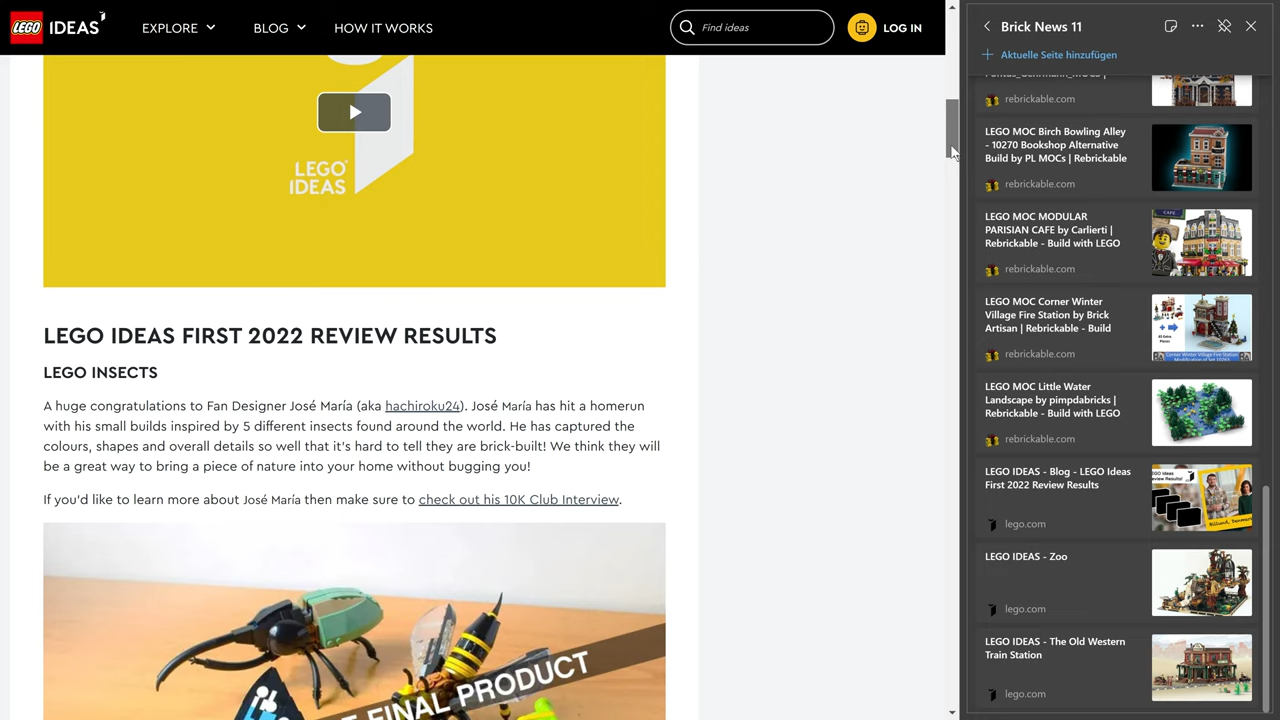 LEGO IDEAS
EXPLORE
BLOG
HOW IT WORKS
Find ideas
LOG IN
LEGO
IDEAS
LEGO IDEAS FIRST 2022 REVIEW RESULTS
LEGO INSECTS
A huge congratulations to Fan Designer José María (aka hachiroku24). José María has hit a homerun
with his small builds inspired by 5 different insects found around the world. He has captured the
colours, shapes and overall details so well that it's hard to tell they are brick-built! We think they will
be a great way to bring a piece of nature into your home without bugging you!
If you'd like to learn more about José María then make sure to check out his 10K Club Interview.
FINAL PRODUCT
Brick News 11
Aktuelle Seite hinzufügen
rebrickable.com
LEGO MOC Birch Bowling Alley
- 10270 Bookshop Alternative
Build by PL MOCs | Rebrickable
rebrickable.com
LEGO MOC MODULAR
PARISIAN CAFE by Carlierti |
Rebrickable - Build with LEGO
rebrickable.com
CAFE
LEGO MOC Corner Winter
Village Fire Station by Brick
Artisan | Rebrickable - Build
rebrickable.com
LEGO MOC Little Water
Landscape by pimpdabricks |
Rebrickable - Build with LEGO
rebrickable.com
LEGO IDEAS - Blog - LEGO Ideas
First 2022 Review Results
lego.com
LEGO Ideas
Review Results!
Billund, Denmark
LEGO IDEAS - Zoo
lego.com
LEGO IDEAS - The Old Western
Train Station
lego.com